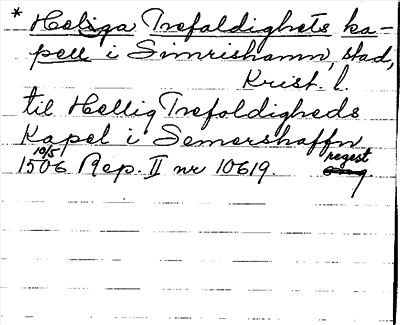 * Heliga Trefaldighets ka-
pell i Simrishamn, stad,
Krist. l.
til Hellig Trefoldigheds
Kapel i Semershaffn
10/5 regest
1506 Rep. II nr 10619.